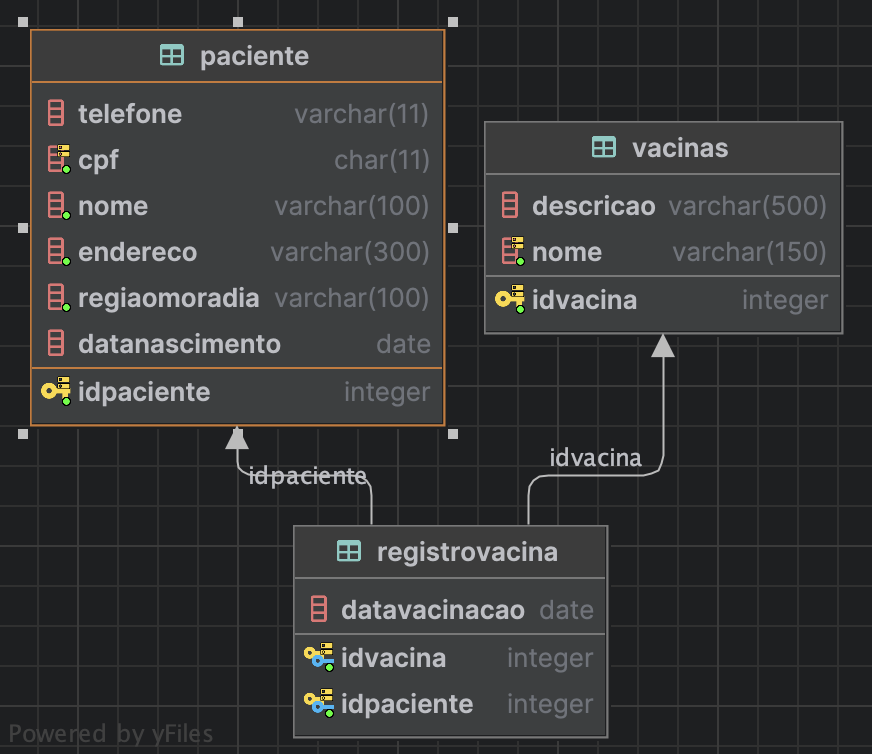 paciente
telefone varchar(11)
cpf char(11)
nome varchar(100)
endereco varchar(300)
regiaomoradia varchar(100)
datanascimento date
idpaciente integer
vacinas
descricao varchar(500)
nome varchar(150)
idvacina integer
idpaciente
idvacina
registrovacina
datavacinacao date
idvacina integer
idpaciente integer
Powered by yFiles